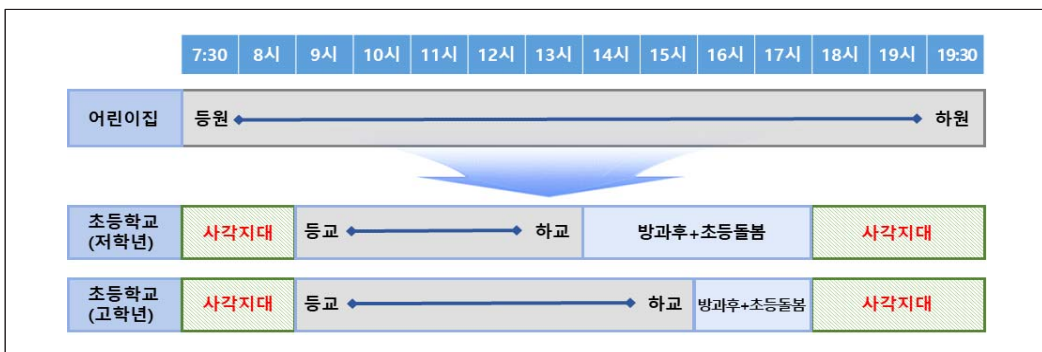 7:30 8시 9시 10시 11시 12시 13시 14시 15시 16시 17시 18시 19시 19:30
어린이집 등원 하원
초등학교
(저학년)
사각지대 등교 하교 방과후+초등돌봄 사각지대
초등학교
(고학년)
사각지대 등교 하교 방과후+초등돌봄 사각지대